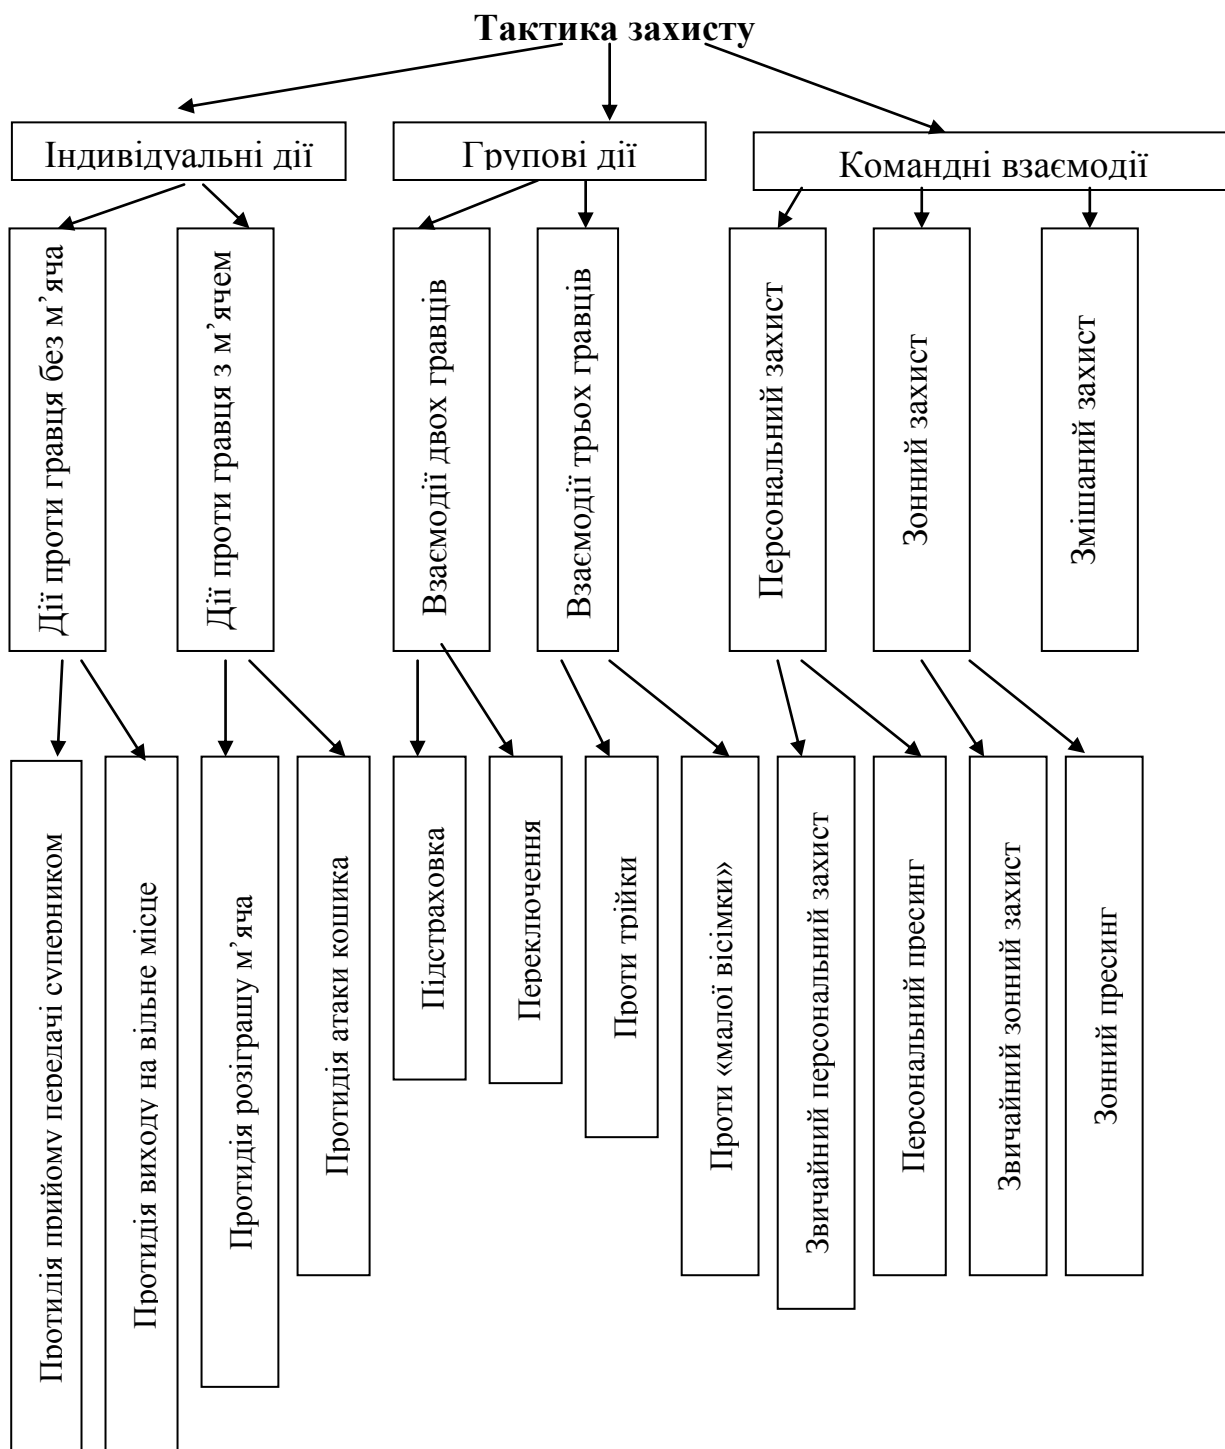 Тактика захисту
Індивідуальні дії
Групові дії
Командні взаємодії
Дії проти гравця без м’яча
Дії проти гравця з м’ячем
Взаємодії двох гравців
Взаємодії трьох гравців
Персональний захист
Зонний захист
Змішаний захист
Протидія прийому передачі суперником
Протидія виходу на вільне місце
Протидія розіграшу м’яча
Протидія атаки кошика
Підстраховка
Переключення
Проти трійки
Проти «малої вісімки»
Звичайний персональний захист
Персональний пресинг
Звичайний зонний захист
Зонний пресинг